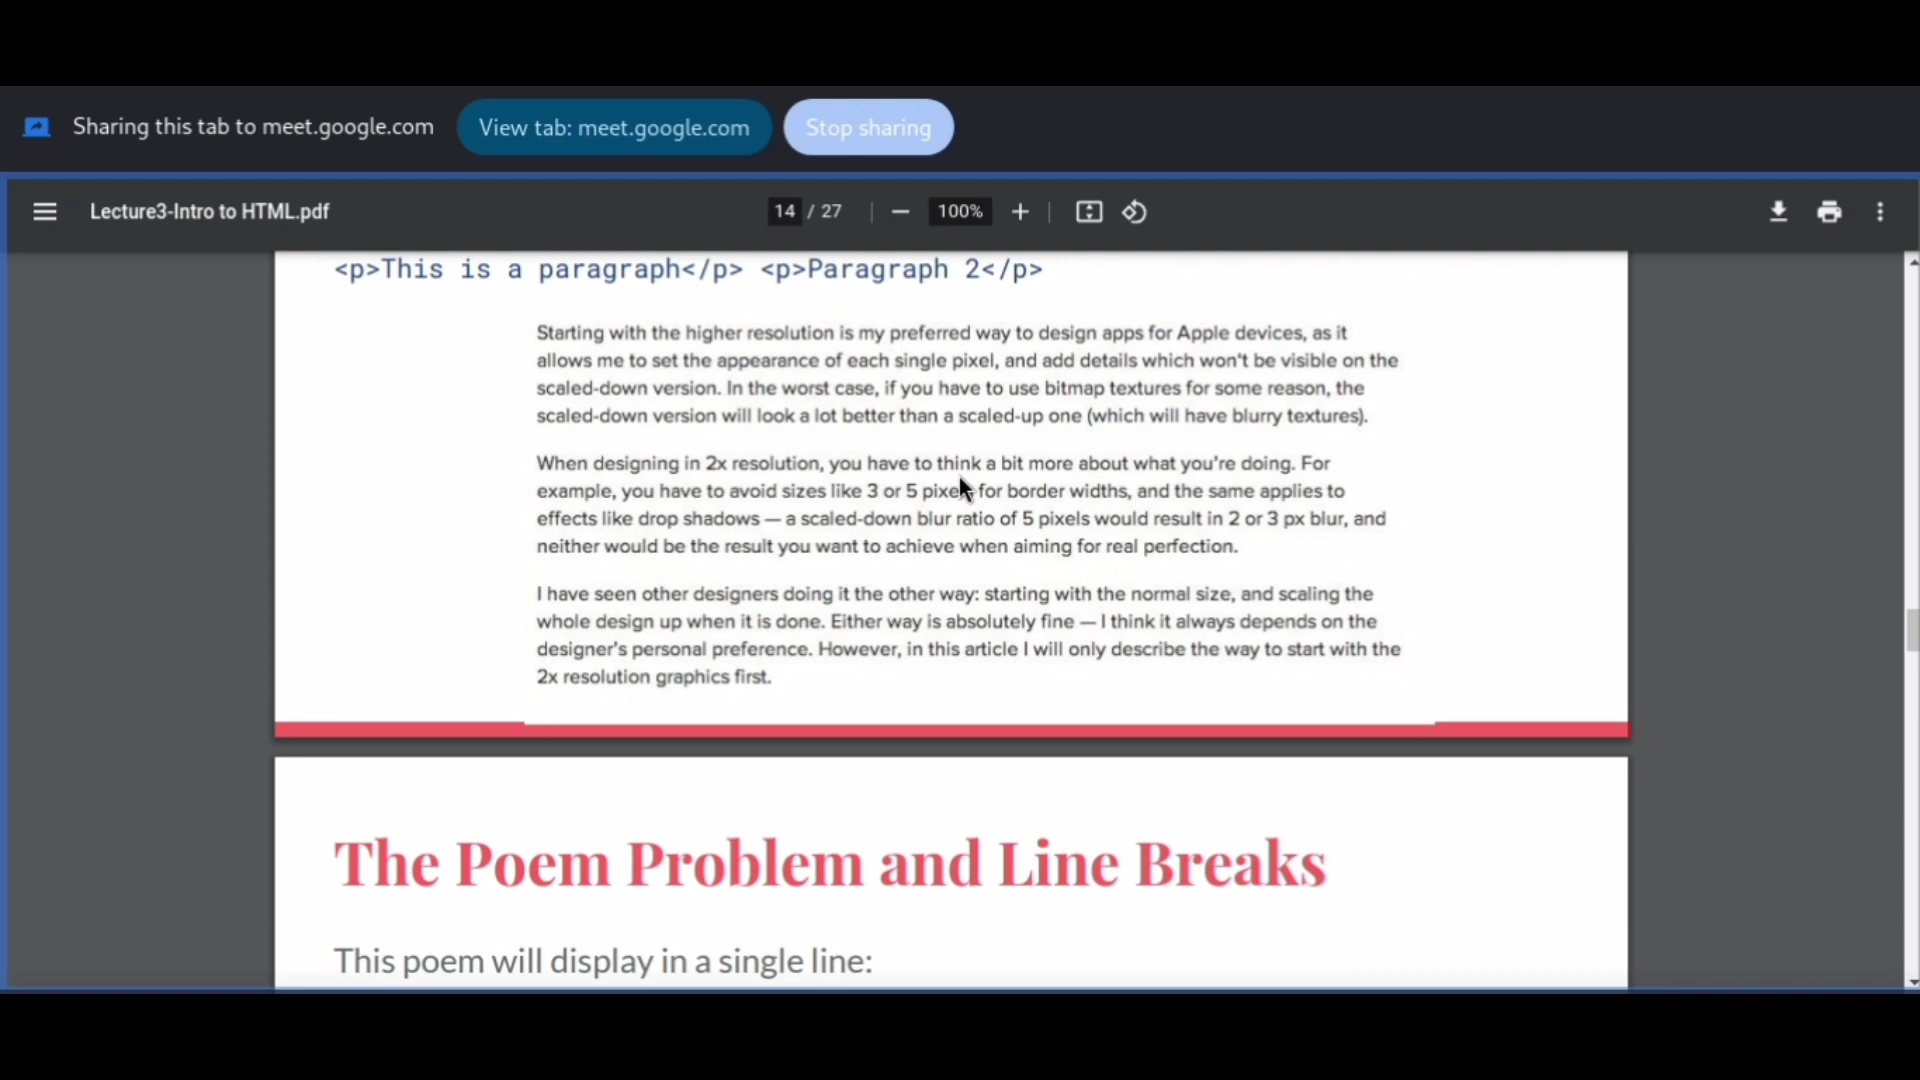 Sharing this tab to meet.google.com View tab: meet.google.com Stop sharing
Lecture3-Intro to HTML.pdf 14 / 27 100%
<p>This is a paragraph</p> <p>Paragraph 2</p>
Starting with the higher resolution is my preferred way to design apps for Apple devices, as it
allows me to set the appearance of each single pixel, and add details which won't be visible on the
scaled-down version. In the worst case, if you have to use bitmap textures for some reason, the
scaled-down version will look a lot better than a scaled-up one (which will have blurry textures).
When designing in 2x resolution, you have to think a bit more about what you're doing. For
example, you have to avoid sizes like 3 or 5 pixels for border widths, and the same applies to
effects like drop shadows — a scaled-down blur ratio of 5 pixels would result in 2 or 3 px blur, and
neither would be the result you want to achieve when aiming for real perfection.
I have seen other designers doing it the other way: starting with the normal size, and scaling the
whole design up when it is done. Either way is absolutely fine — I think it always depends on the
designer's personal preference. However, in this article I will only describe the way to start with the
2x resolution graphics first.
The Poem Problem and Line Breaks
This poem will display in a single line: